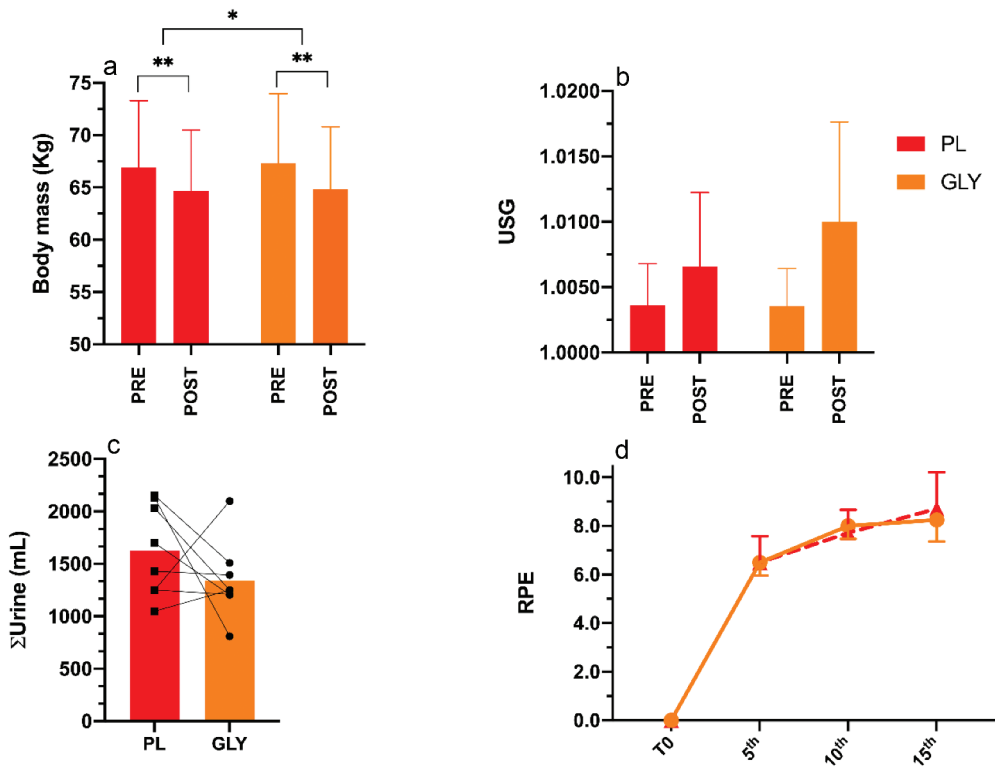 *
a
**
**
75
70
65
60
55
50
Body mass (Kg)
PRE
POST
PRE
POST
b
1.0200
1.0150
1.0100
1.0050
1.0000
USG
PRE
POST
PRE
POST
PL
GLY
c
2500
2000
1500
1000
500
0
ΣUrine (mL)
PL
GLY
d
10.0
8.0
6.0
4.0
2.0
0.0
RPE
T0
5th
10th
15th